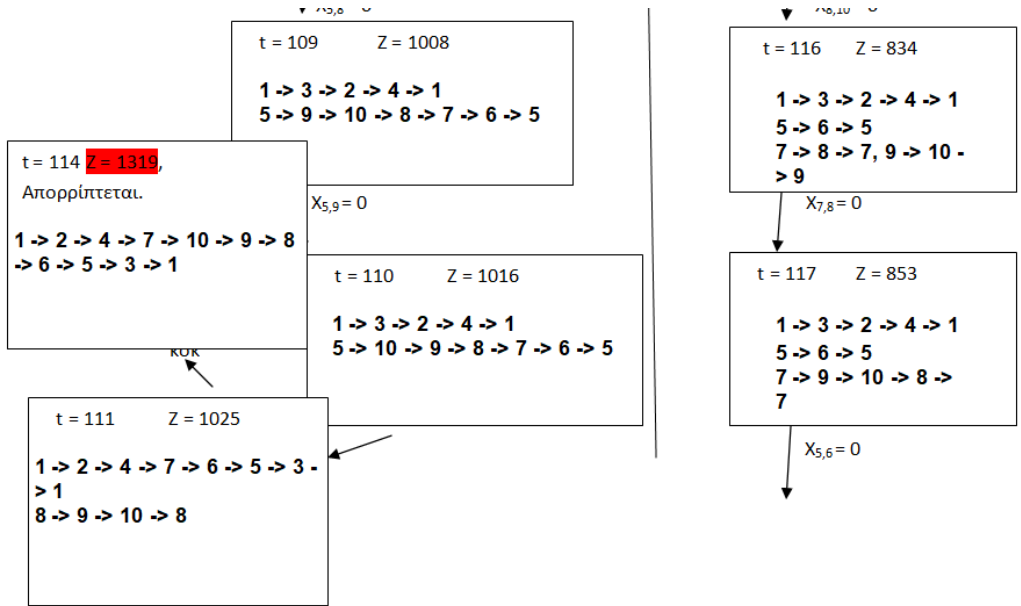 t = 109 Z = 1008
1 -> 3 -> 2 -> 4 -> 1
5 -> 9 -> 10 -> 8 -> 7 -> 6 -> 5
t = 114 Z = 1319,
Απορρίπτεται.
1 -> 2 -> 4 -> 7 -> 10 -> 9 -> 8
-> 6 -> 5 -> 3 -> 1
X5,9 = 0
t = 110 Z = 1016
1 -> 3 -> 2 -> 4 -> 1
5 -> 10 -> 9 -> 8 -> 7 -> 6 -> 5
t = 111 Z = 1025
1 -> 2 -> 4 -> 7 -> 6 -> 5 -> 3 -
> 1
8 -> 9 -> 10 -> 8
t = 116 Z = 834
1 -> 3 -> 2 -> 4 -> 1
5 -> 6 -> 5
7 -> 8 -> 7, 9 -> 10 -
> 9
X7,8 = 0
t = 117 Z = 853
1 -> 3 -> 2 -> 4 -> 1
5 -> 6 -> 5
7 -> 9 -> 10 -> 8 ->
7
X5,6 = 0